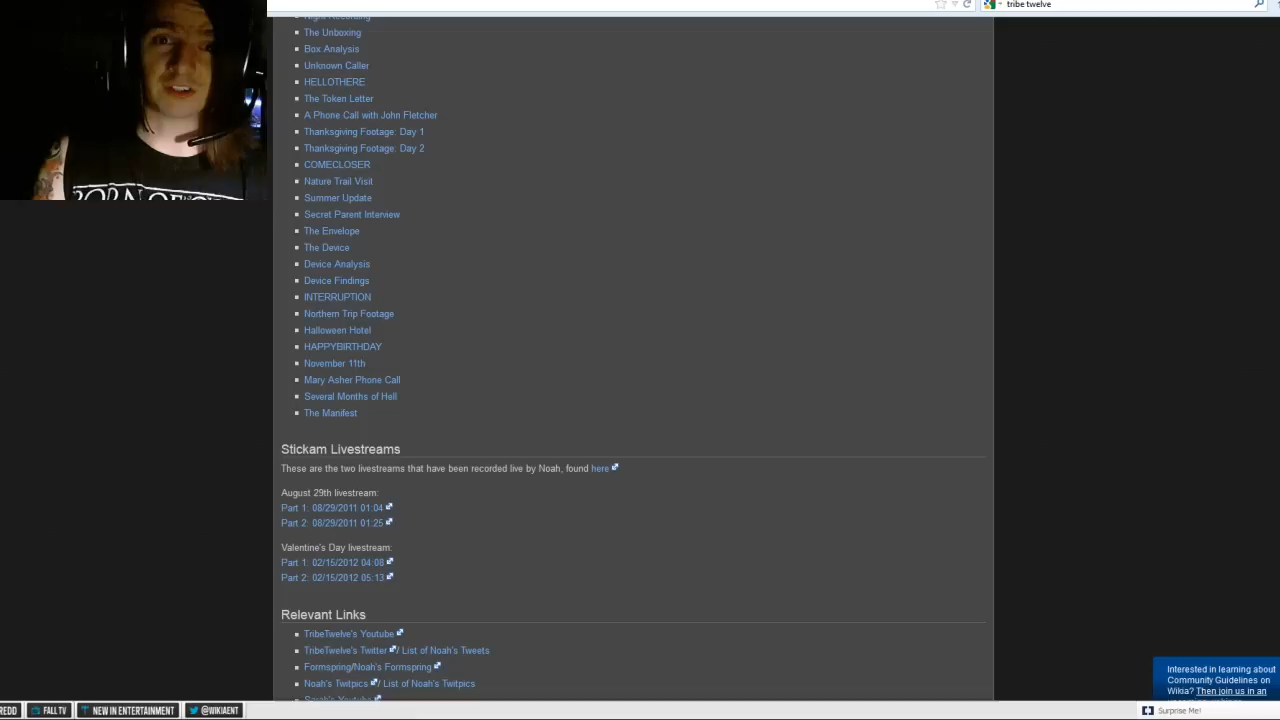 tribe twelve
Night Recording
The Unboxing
Box Analysis
Unknown Caller
HELLOTHERE
The Token Letter
A Phone Call with John Fletcher
Thanksgiving Footage: Day 1
Thanksgiving Footage: Day 2
COMECLOSER
Nature Trail Visit
Summer Update
Secret Parent Interview
The Envelope
The Device
Device Analysis
Device Findings
INTERRUPTION
Northern Trip Footage
Halloween Hotel
HAPPYBIRTHDAY
November 11th
Mary Asher Phone Call
Several Months of Hell
The Manifest
Stickam Livestreams
These are the two livestreams that have been recorded live by Noah, found here
August 29th livestream:
Part 1: 08/29/2011 01:04
Part 2: 08/29/2011 01:25
Valentine's Day livestream:
Part 1: 02/15/2012 04:08
Part 2: 02/15/2012 05:13
Relevant Links
TribeTwelve's Youtube
TribeTwelve's Twitter / List of Noah's Tweets
Formspring/Noah's Formspring
Noah's Twitpics / List of Noah's Twitpics
Sarah's Youtube
Interested in learning about
Community Guidelines on
Wikia? Then join us in an
REDD FALL TV NEW IN ENTERTAINMENT @WIKIAENT
Surprise Me!